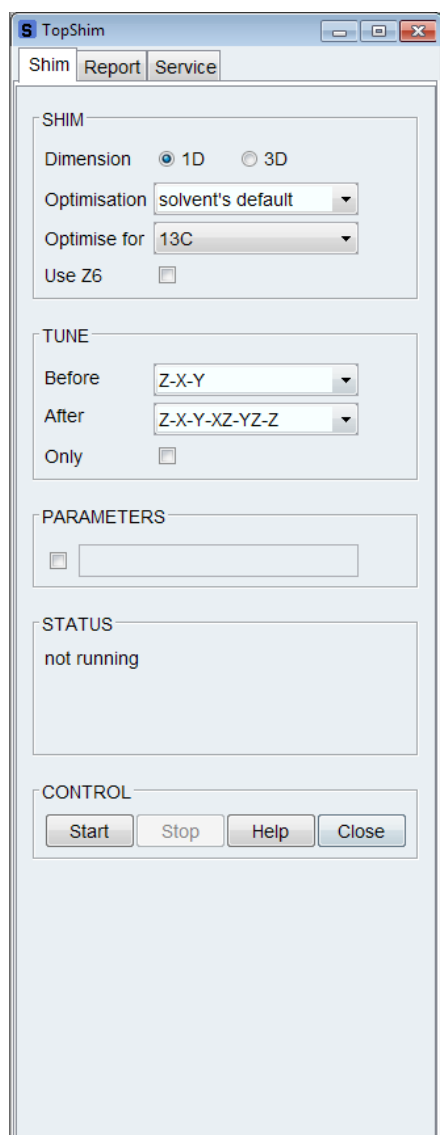 S TopShim
Shim Report Service
SHIM
Dimension 1D 3D
Optimisation solvent's default
Optimise for 13C
Use Z6
TUNE
Before Z-X-Y
After Z-X-Y-XZ-YZ-Z
Only
PARAMETERS
STATUS
not running
CONTROL
Start Stop Help Close